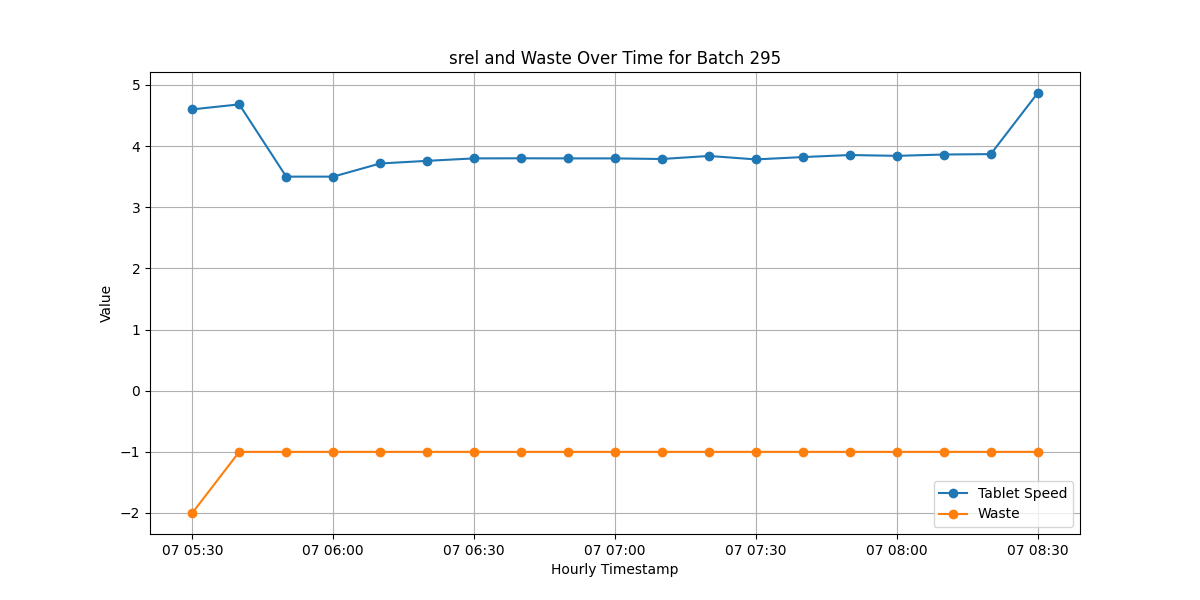 srel and Waste Over Time for Batch 295
5
4
3
2
1
0
−1
−2
Value
Tablet Speed
Waste
07 05:30 07 06:00 07 06:30 07 07:00 07 07:30 07 08:00 07 08:30
Hourly Timestamp